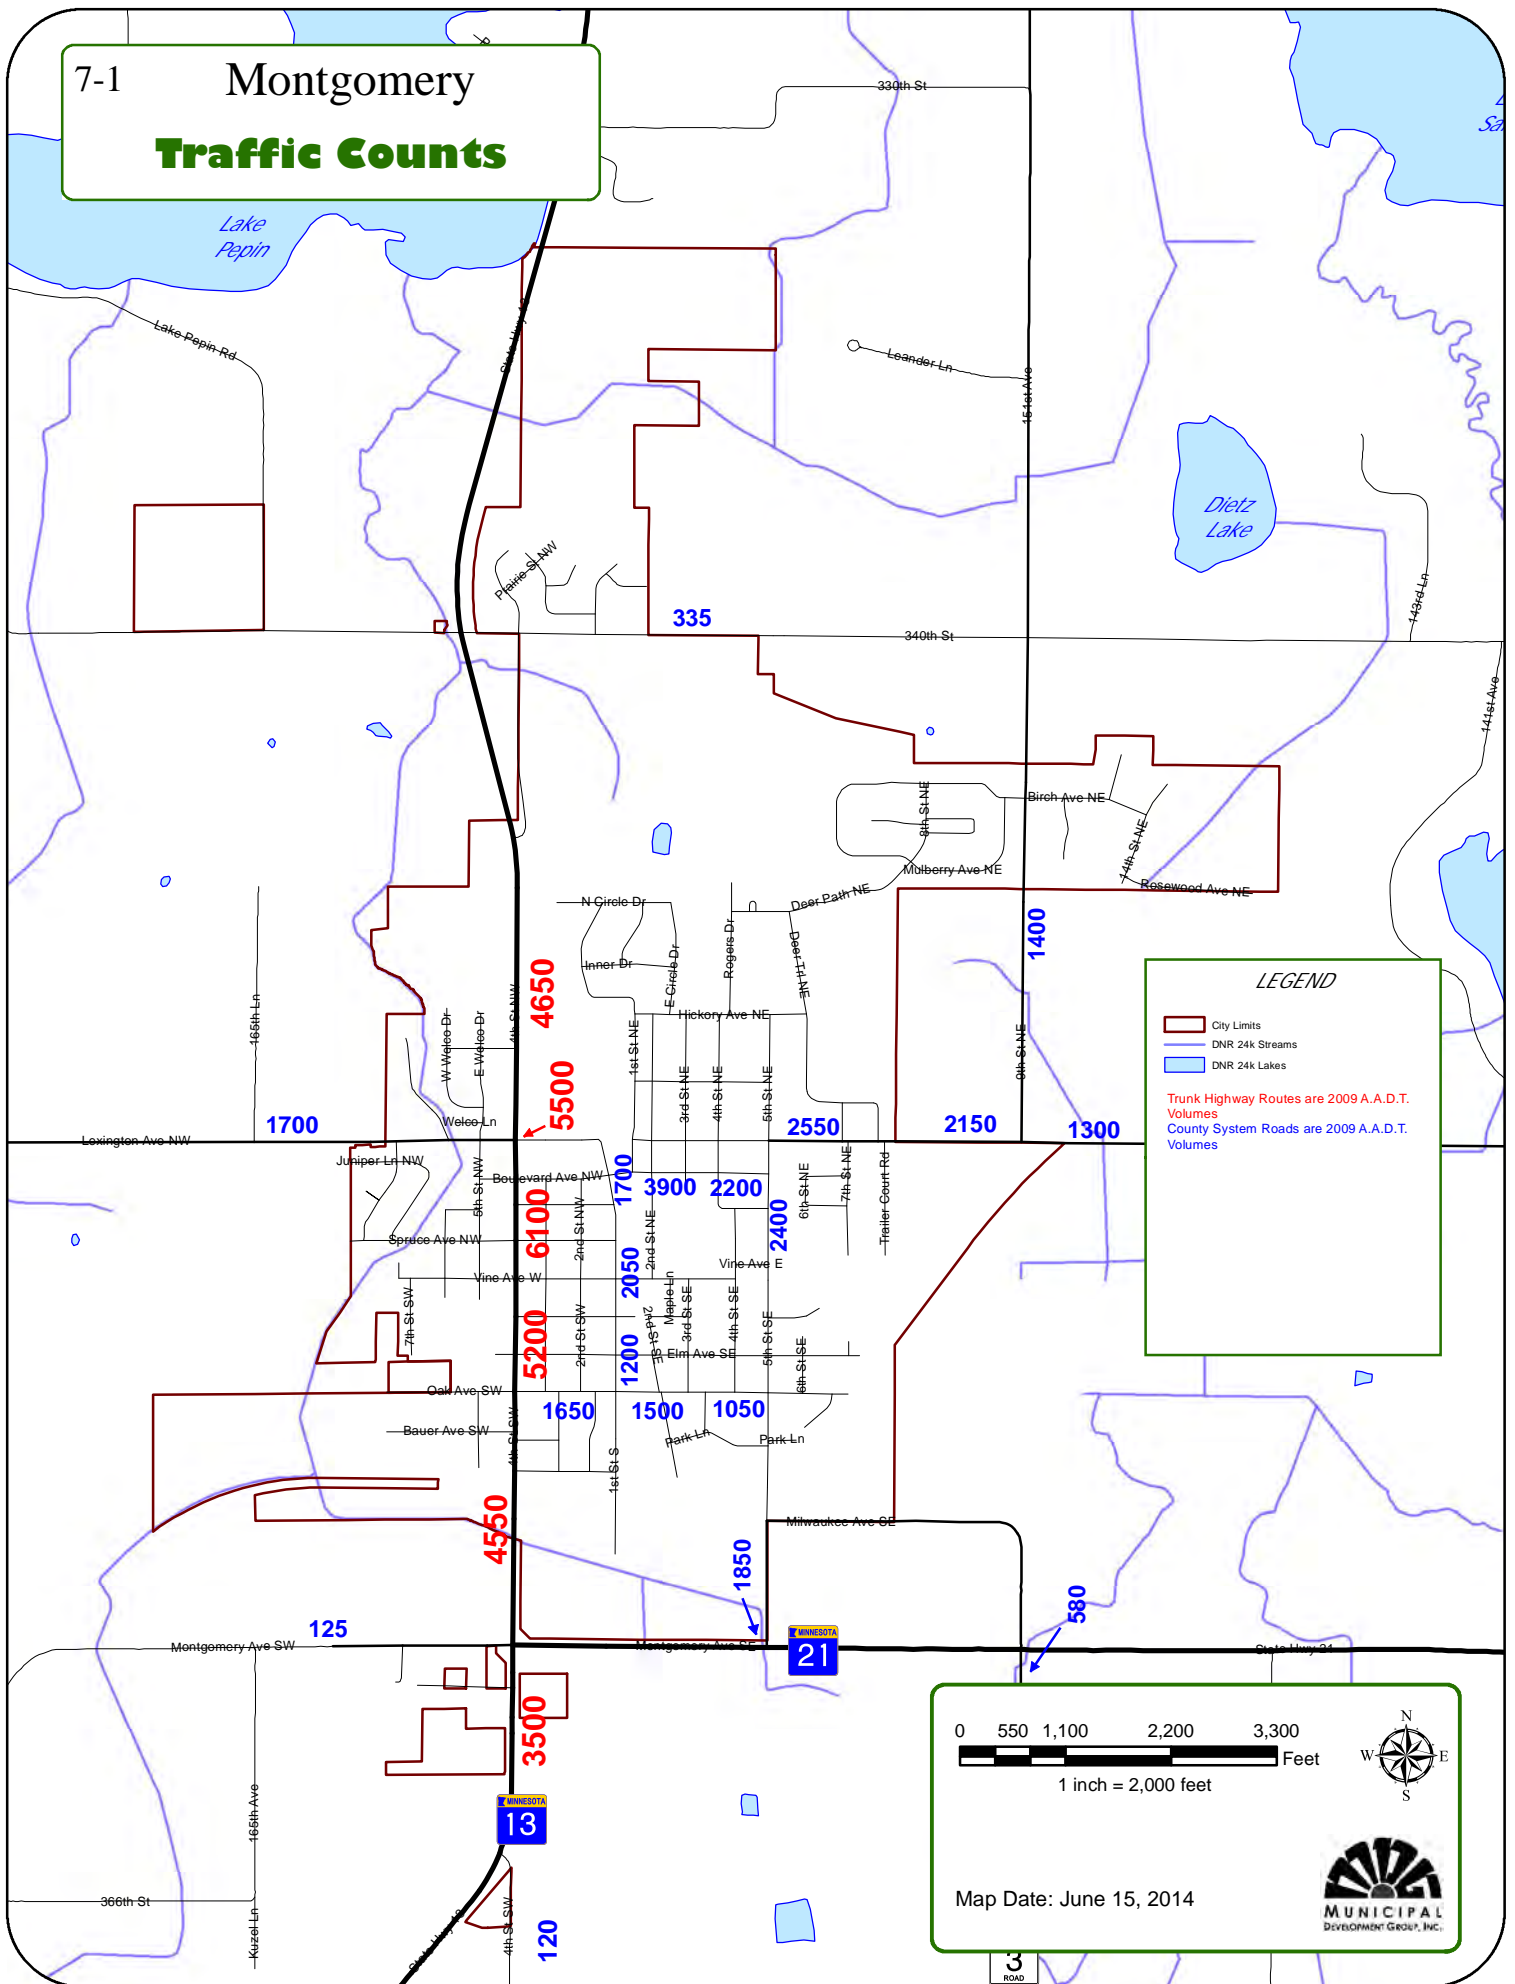 7-1 Montgomery
Traffic Counts
330th St
Lake
Pepin
Lake Pepin Rd
Leander Ln
151st Ave
Dietz
Lake
Prairie St NW
143rd Ln
335
340th St
141st Ave
8th St NE
Birch Ave NE
14th St NE
Mulberry Ave NE
Rosewood Ave NE
Deer Path NE
N Circle Dr
Rogers Dr
Deer Trl NE
1400
Inner Dr
E Circle Dr
4650
4th St NW
165th Ln
Hickory Ave NE
W Welco Dr
E Welco Dr
1st St NE
9th St NE
5500
3rd St NE
4th St NE
5th St NE
Welco Ln
1700
2550
2150
1300
Lexington Ave NW
Juniper Ln NW
Boulevard Ave NW
1700
3900
2200
5th St NW
6th St NE
7th St NE
Trailer Court Rd
6100
2nd St NW
2nd St NE
2400
Spruce Ave NW
2050
Vine Ave E
Vine Ave W
Maple Ln
7th St SW
5200
2nd St SW
2nd St SE
3rd St SE
4th St SE
5th St SE
1200
Elm Ave SE
6th St SE
Oak Ave SW
1650
1500
1050
Bauer Ave SW
4th St SW
Park Ln
Park Ln
1st St S
4550
Milwaukee Ave SE
1850
580
125
Montgomery Ave SW
Montgomery Ave SE
MINNESOTA
21
State Hwy 21
3500
MINNESOTA
13
165th Ave
366th St
Kuzel Ln
4th St SW
120
LEGEND
City Limits
DNR 24k Streams
DNR 24k Lakes
Trunk Highway Routes are 2009 A.A.D.T.
Volumes
County System Roads are 2009 A.A.D.T.
Volumes
0 550 1,100 2,200 3,300
Feet
1 inch = 2,000 feet
N
W E
S
Map Date: June 15, 2014
MUNICIPAL
DEVELOPMENT GROUP, INC.
3
ROAD